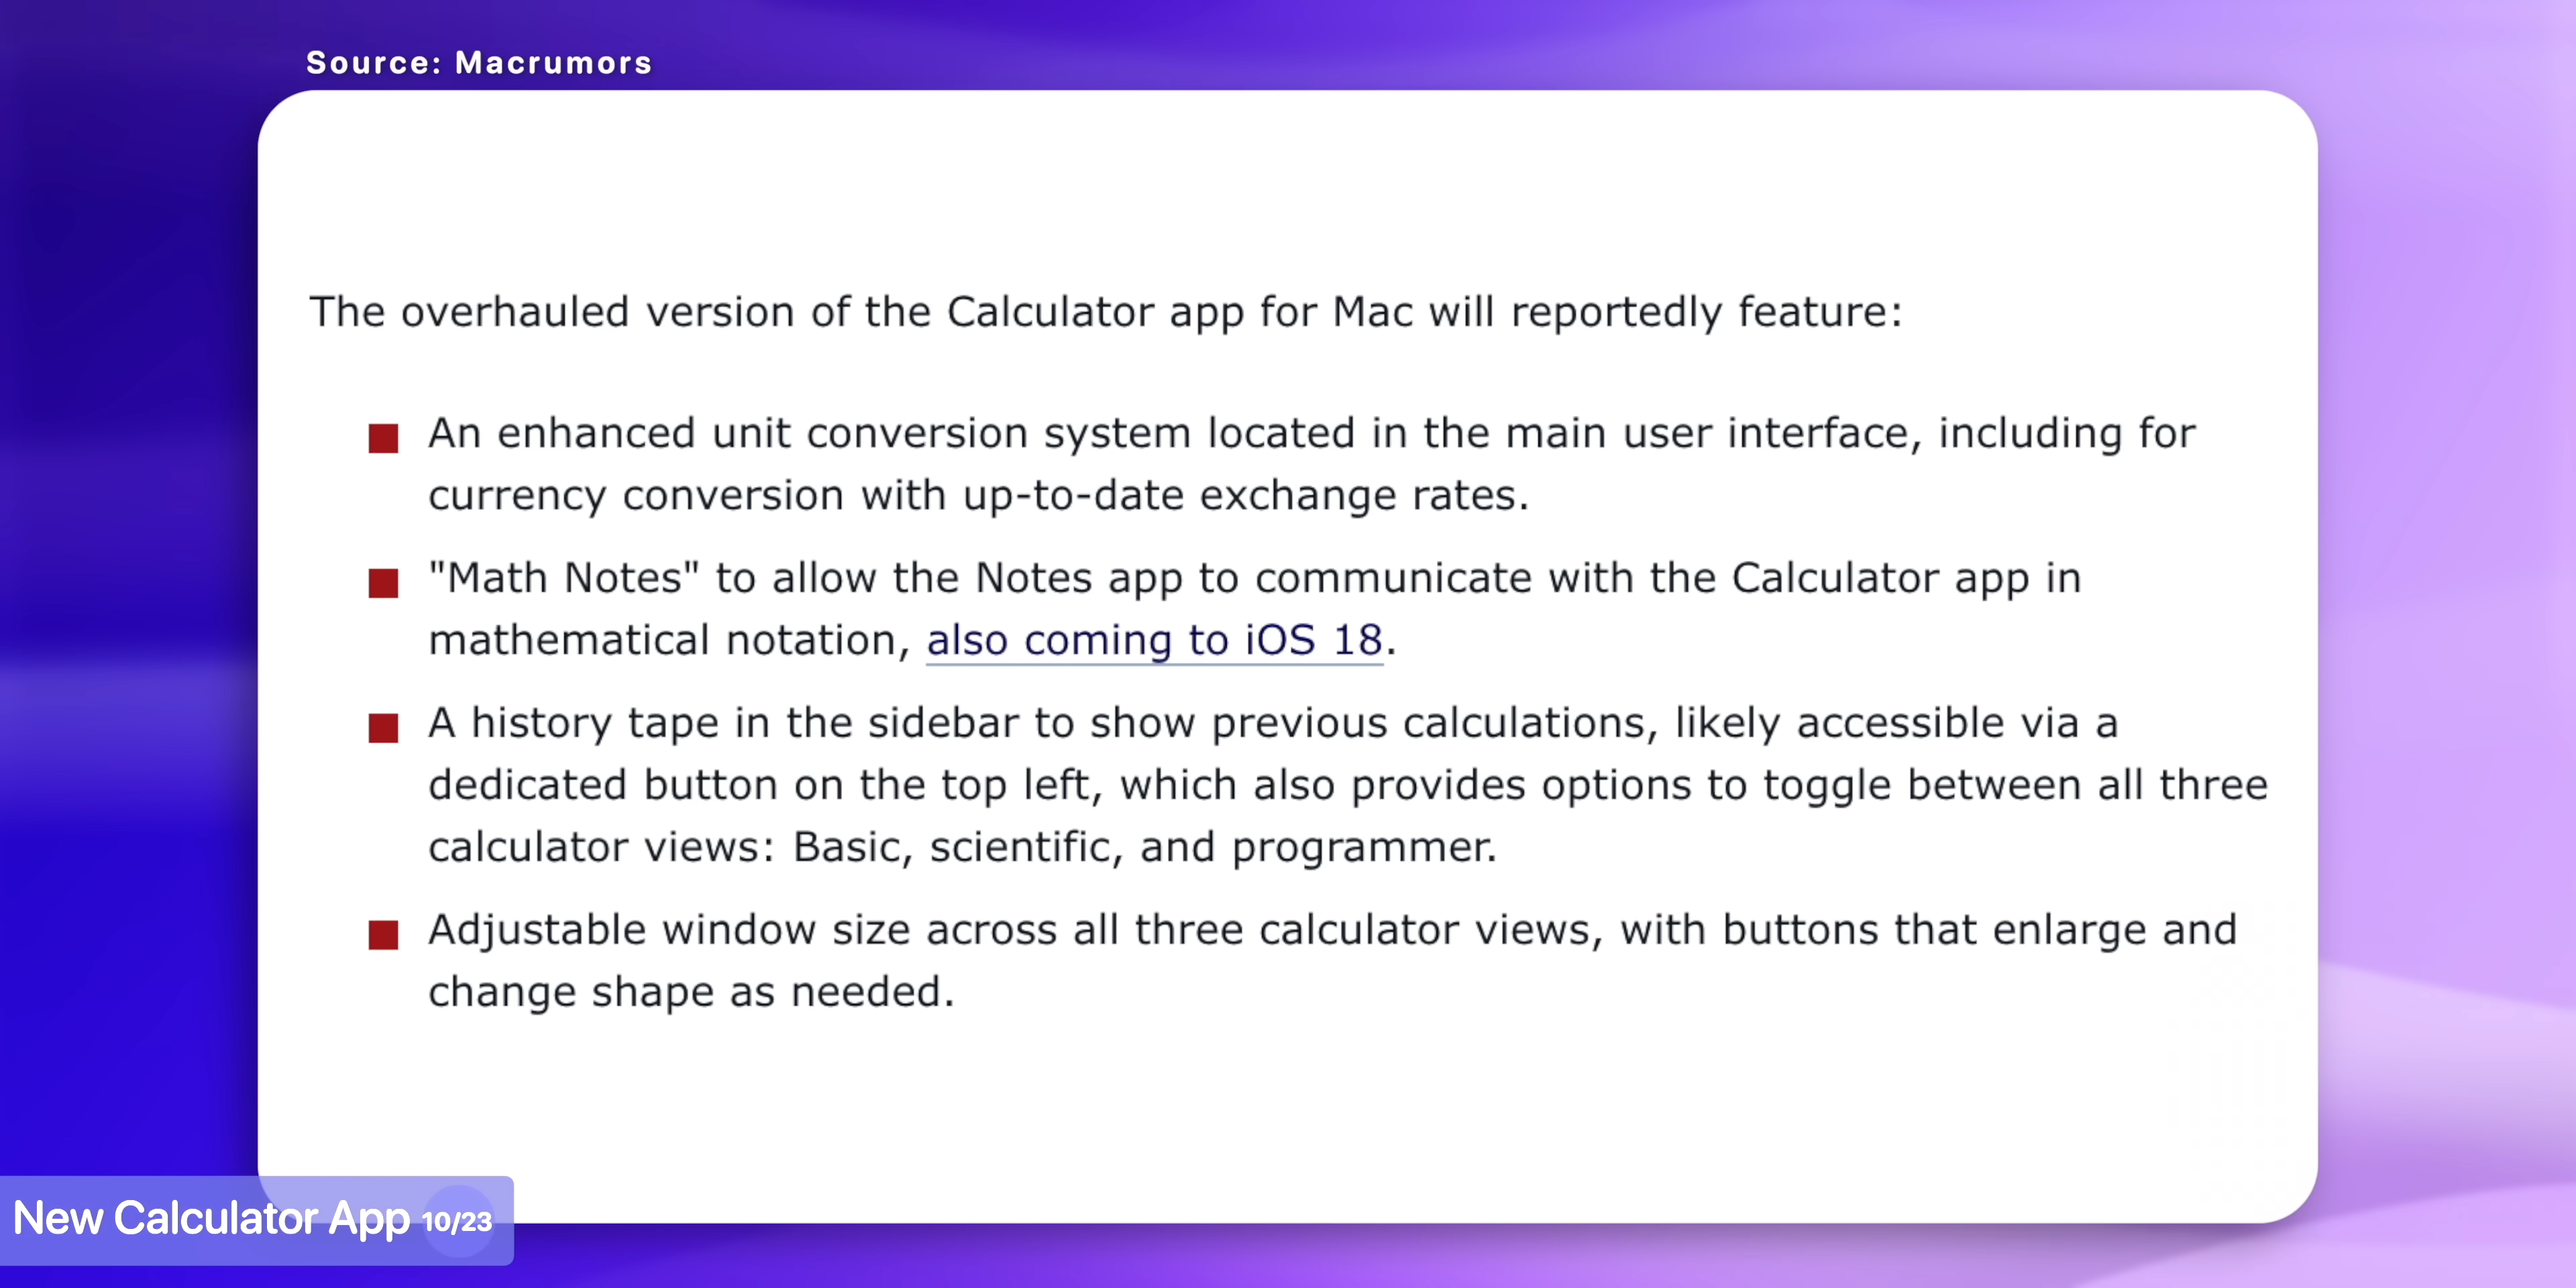 Source: Macrumors
The overhauled version of the Calculator app for Mac will reportedly feature:
An enhanced unit conversion system located in the main user interface, including for
currency conversion with up-to-date exchange rates.
"Math Notes" to allow the Notes app to communicate with the Calculator app in
mathematical notation, also coming to iOS 18.
A history tape in the sidebar to show previous calculations, likely accessible via a
dedicated button on the top left, which also provides options to toggle between all three
calculator views: Basic, scientific, and programmer.
Adjustable window size across all three calculator views, with buttons that enlarge and
change shape as needed.
New Calculator App 10/23